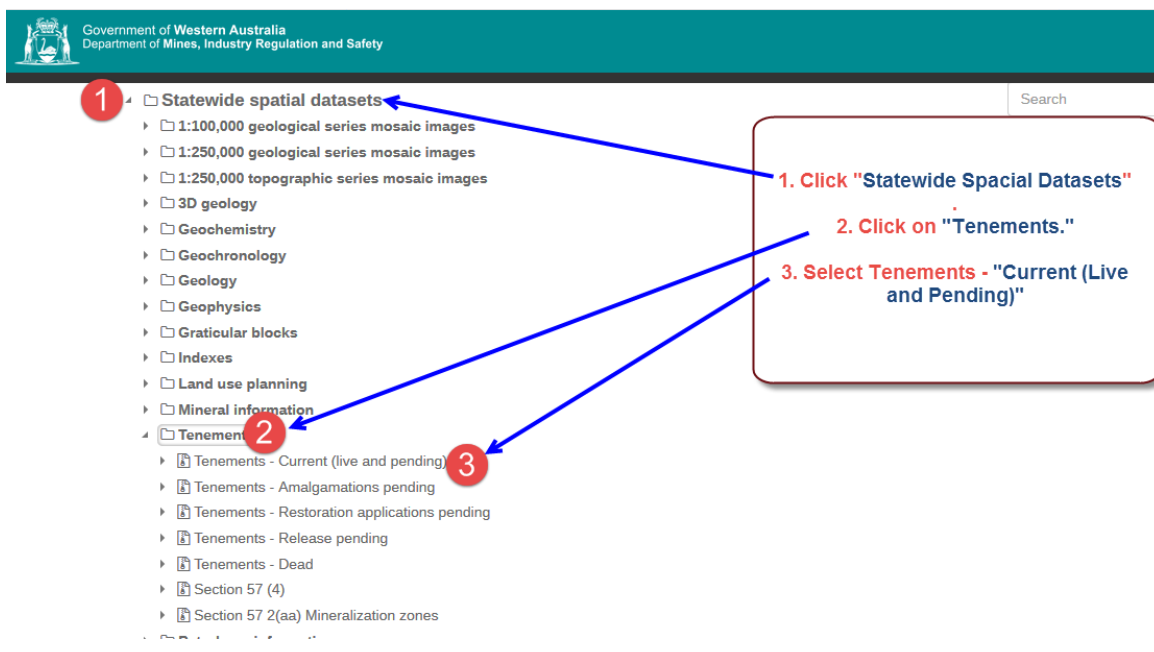 Government of Western Australia
Department of Mines, Industry Regulation and Safety
1
Statewide spatial datasets
Search
1:100,000 geological series mosaic images
1:250,000 geological series mosaic images
1:250,000 topographic series mosaic images
3D geology
Geochemistry
Geochronology
Geology
Geophysics
Graticular blocks
Indexes
Land use planning
Mineral information
Tenement
2
Tenements - Current (live and pending)
3
Tenements - Amalgamations pending
Tenements - Restoration applications pending
Tenements - Release pending
Tenements - Dead
Section 57 (4)
Section 57 2(aa) Mineralization zones
1. Click "Statewide Spacial Datasets"
.
2. Click on "Tenements."
3. Select Tenements - "Current (Live
and Pending)"